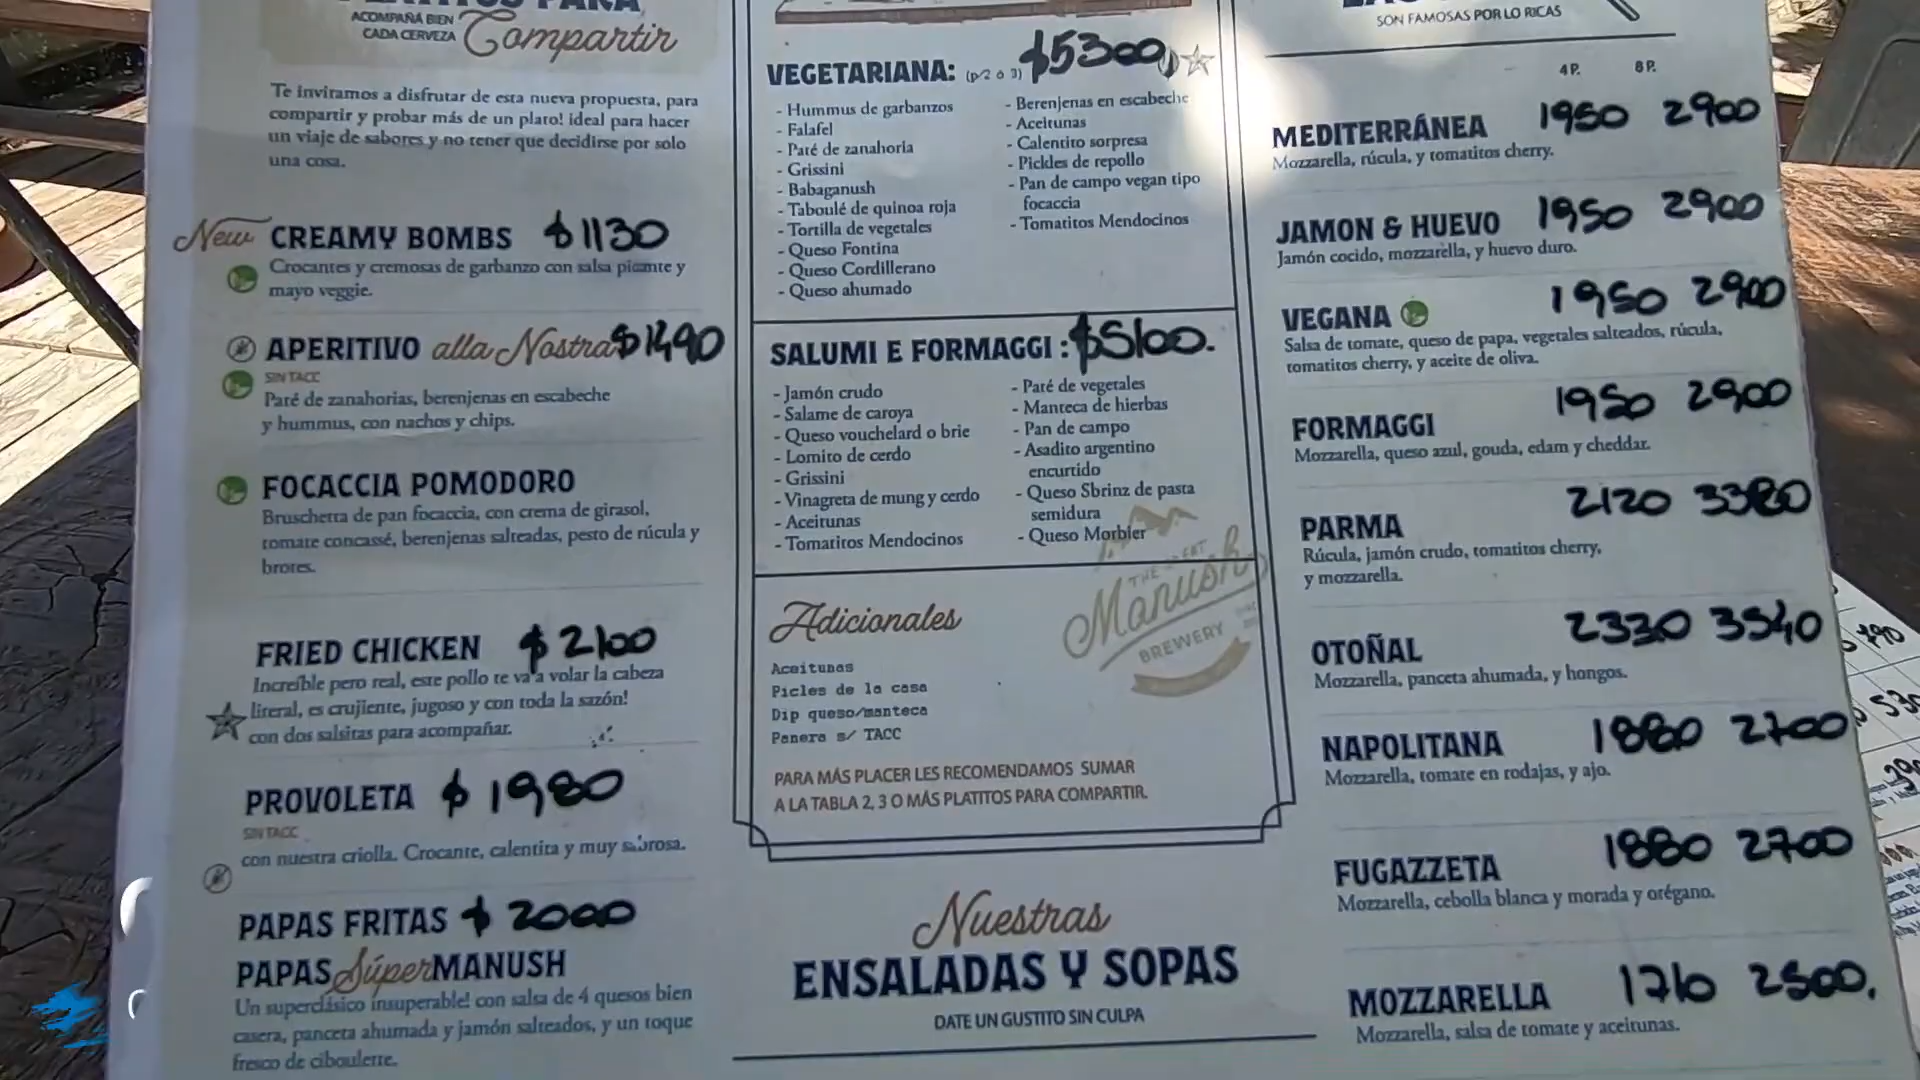 ACOMPAÑÁ BIEN
CADA CERVEZA
Compartir
Te invitamos a disfrutar de esta nueva propuesta, para
compartir y probar más de un plato! ideal para hacer
un viaje de sabores y no tener que decidirse por solo
una cosa.
New CREAMY BOMBS $1130
Crocantes y cremosas de garbanzo con salsa picante y
mayo veggie.
APERITIVO alla Nostra $1490
SIN TACC
Paté de zanahorias, berenjenas en escabeche
y hummus, con nachos y chips.
FOCACCIA POMODORO
Bruschetta de pan focaccia, con crema de girasol,
tomate concassé, berenjenas salteadas, pesto de rúcula y
brotes.
FRIED CHICKEN $2100
Increíble pero real, este pollo te va a volar la cabeza
literal, es crujiente, jugoso y con toda la sazón!
con dos salsitas para acompañar.
PROVOLETA $1980
SIN TACC
con nuestra criolla. Crocante, calentita y muy sabrosa.
PAPAS FRITAS $2000
PAPAS Súper MANUSH
Un superclásico insuperable! con salsa de 4 quesos bien
casera, panceta ahumada y jamón salteados, y un toque
fresco de ciboulette.
VEGETARIANA: (p/2 ó 3) $5300
- Hummus de garbanzos
- Falafel
- Paté de zanahoria
- Grissini
- Babaganush
- Taboulé de quinoa roja
- Tortilla de vegetales
- Queso Fontina
- Queso Cordillerano
- Queso ahumado
- Berenjenas en escabeche
- Aceitunas
- Calentito sorpresa
- Pickles de repollo
- Pan de campo vegan tipo
focaccia
- Tomatitos Mendocinos
SALUMI E FORMAGGI: $5100.
- Jamón crudo
- Salame de caroya
- Queso vouchelard o brie
- Lomito de cerdo
- Grissini
- Vinagreta de mung y cerdo
- Aceitunas
- Tomatitos Mendocinos
- Paté de vegetales
- Manteca de hierbas
- Pan de campo
- Asadito argentino
encurtido
- Queso Sbrinz de pasta
semidura
- Queso Morbier
Adicionales
Aceitunas
Picles de la casa
Dip queso/manteca
Panera s/ TACC
THE GREAT
Manush
BREWERY
PARA MÁS PLACER LES RECOMENDAMOS SUMAR
A LA TABLA 2, 3 O MÁS PLATITOS PARA COMPARTIR.
Nuestras
ENSALADAS Y SOPAS
DATE UN GUSTITO SIN CULPA
SON FAMOSAS POR LO RICAS
4P. 8P.
MEDITERRÁNEA 1950 2900
Mozzarella, rúcula, y tomatitos cherry.
JAMON & HUEVO 1950 2900
Jamón cocido, mozzarella, y huevo duro.
VEGANA 1950 2900
Salsa de tomate, queso de papa, vegetales salteados, rúcula,
tomatitos cherry, y aceite de oliva.
FORMAGGI 1950 2900
Mozzarella, queso azul, gouda, edam y cheddar.
PARMA 2120 3380
Rúcula, jamón crudo, tomatitos cherry,
y mozzarella.
OTOÑAL 2330 3540
Mozzarella, panceta ahumada, y hongos.
NAPOLITANA 1880 2700
Mozzarella, tomate en rodajas, y ajo.
FUGAZZETA 1880 2700
Mozzarella, cebolla blanca y morada y orégano.
MOZZARELLA 1710 2500.
Mozzarella, salsa de tomate y aceitunas.